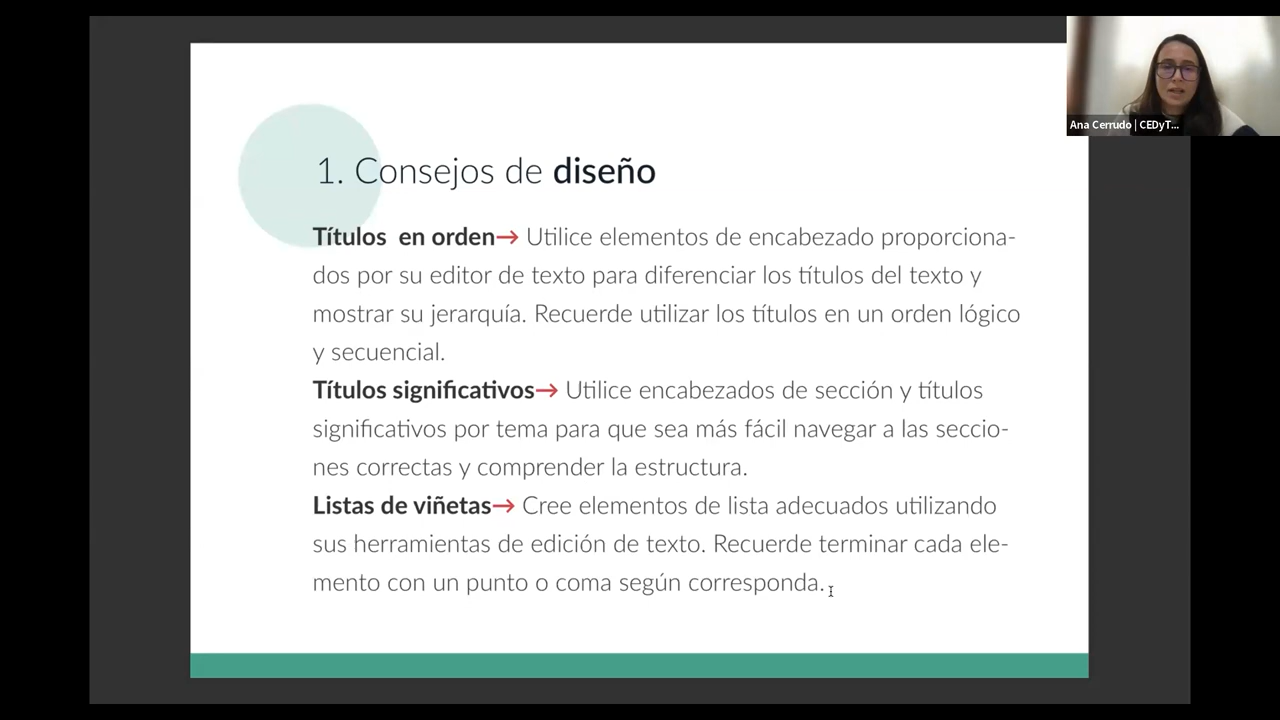 Ana Cerrudo | CEDyT...
1. Consejos de diseño
Títulos en orden→ Utilice elementos de encabezado proporciona-
dos por su editor de texto para diferenciar los títulos del texto y
mostrar su jerarquía. Recuerde utilizar los títulos en un orden lógico
y secuencial.
Títulos significativos→ Utilice encabezados de sección y títulos
significativos por tema para que sea más fácil navegar a las seccio-
nes correctas y comprender la estructura.
Listas de viñetas→ Cree elementos de lista adecuados utilizando
sus herramientas de edición de texto. Recuerde terminar cada ele-
mento con un punto o coma según corresponda.